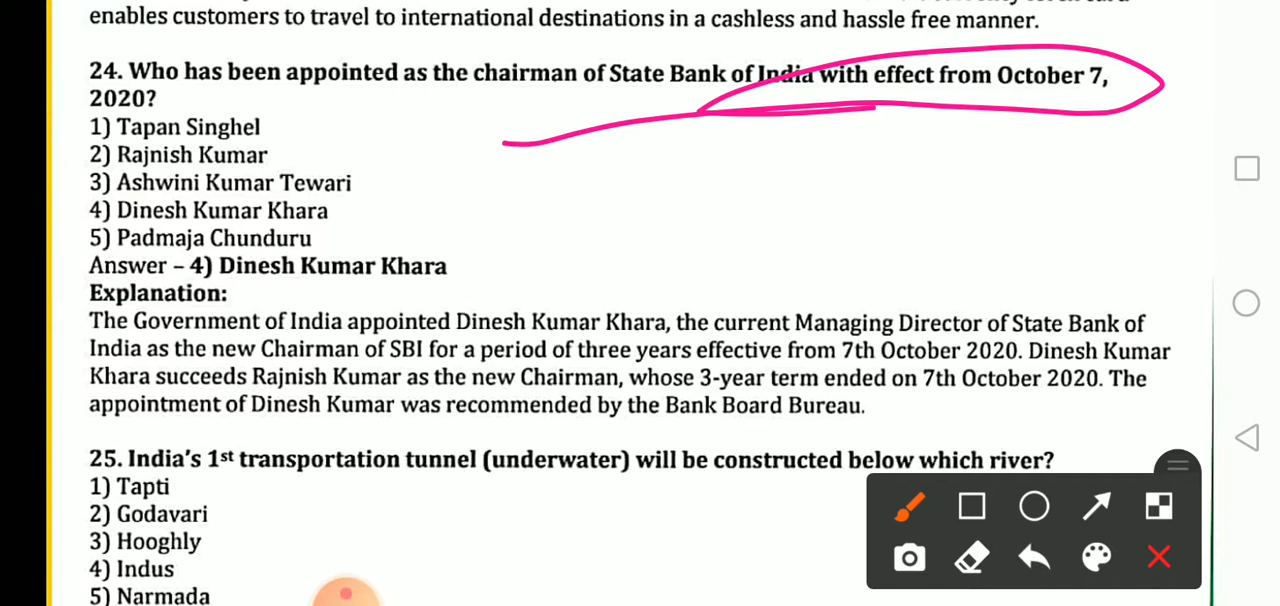 enables customers to travel to international destinations in a cashless and hassle free manner.
24. Who has been appointed as the chairman of State Bank of India with effect from October 7,
2020?
1) Tapan Singhel
2) Rajnish Kumar
3) Ashwini Kumar Tewari
4) Dinesh Kumar Khara
5) Padmaja Chunduru
Answer – 4) Dinesh Kumar Khara
Explanation:
The Government of India appointed Dinesh Kumar Khara, the current Managing Director of State Bank of
India as the new Chairman of SBI for a period of three years effective from 7th October 2020. Dinesh Kumar
Khara succeeds Rajnish Kumar as the new Chairman, whose 3-year term ended on 7th October 2020. The
appointment of Dinesh Kumar was recommended by the Bank Board Bureau.
25. India's 1st transportation tunnel (underwater) will be constructed below which river?
1) Tapti
2) Godavari
3) Hooghly
4) Indus
5) Narmada